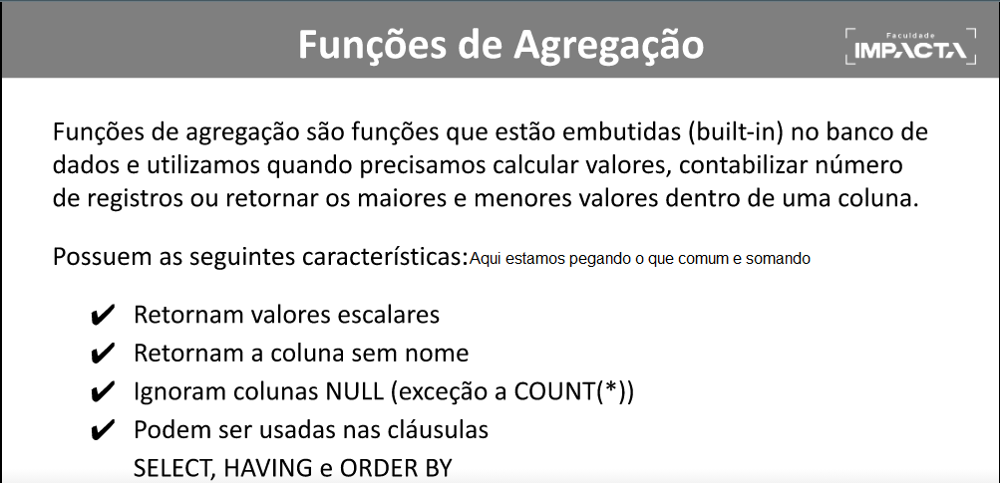 Funções de Agregação
Faculdade
IMPACTA
Funções de agregação são funções que estão embutidas (built-in) no banco de
dados e utilizamos quando precisamos calcular valores, contabilizar número
de registros ou retornar os maiores e menores valores dentro de uma coluna.
Possuem as seguintes características:Aqui estamos pegando o que comum e somando
✔ Retornam valores escalares
✔ Retornam a coluna sem nome
✔ Ignoram colunas NULL (exceção a COUNT(*))
✔ Podem ser usadas nas cláusulas
SELECT, HAVING e ORDER BY